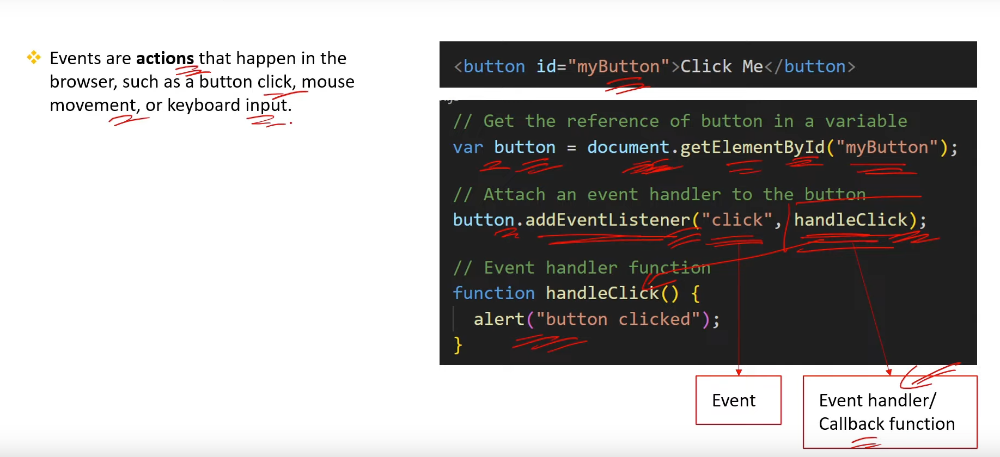 Events are actions that happen in the
browser, such as a button click, mouse
movement, or keyboard input.
<button id="myButton">Click Me</button>
// Get the reference of button in a variable
var button = document.getElementById("myButton");
// Attach an event handler to the button
button.addEventListener("click", handleClick);
// Event handler function
function handleClick() {
  alert("button clicked");
}
Event
Event handler/
Callback function